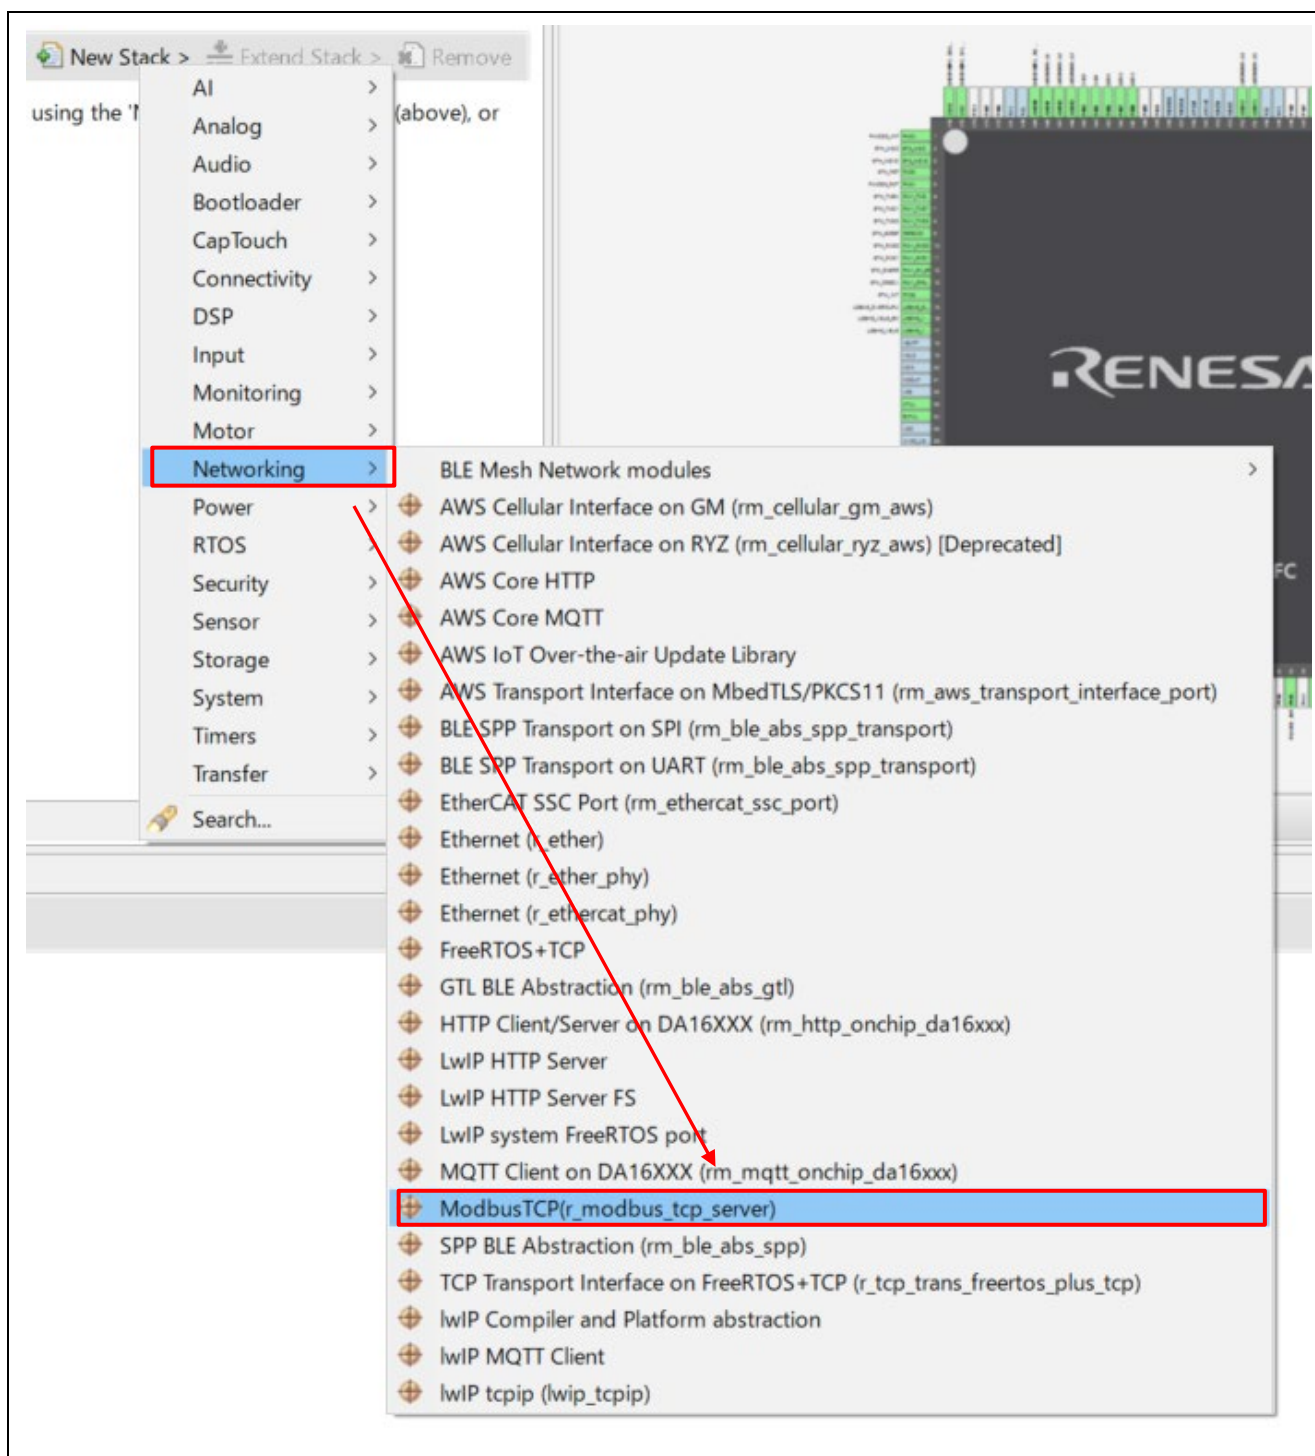 New Stack > Extend Stack > Remove
using the 'N
(above), or
AI >
Analog >
Audio >
Bootloader >
CapTouch >
Connectivity >
DSP >
Input >
Monitoring >
Motor >
Networking >
Power >
RTOS >
Security >
Sensor >
Storage >
System >
Timers >
Transfer >
Search...
BLE Mesh Network modules >
AWS Cellular Interface on GM (rm_cellular_gm_aws)
AWS Cellular Interface on RYZ (rm_cellular_ryz_aws) [Deprecated]
AWS Core HTTP
AWS Core MQTT
AWS IoT Over-the-air Update Library
AWS Transport Interface on MbedTLS/PKCS11 (rm_aws_transport_interface_port)
BLE SPP Transport on SPI (rm_ble_abs_spp_transport)
BLE SPP Transport on UART (rm_ble_abs_spp_transport)
EtherCAT SSC Port (rm_ethercat_ssc_port)
Ethernet (r_ether)
Ethernet (r_ether_phy)
Ethernet (r_ethercat_phy)
FreeRTOS+TCP
GTL BLE Abstraction (rm_ble_abs_gtl)
HTTP Client/Server on DA16XXX (rm_http_onchip_da16xxx)
LwIP HTTP Server
LwIP HTTP Server FS
LwIP system FreeRTOS port
MQTT Client on DA16XXX (rm_mqtt_onchip_da16xxx)
ModbusTCP(r_modbus_tcp_server)
SPP BLE Abstraction (rm_ble_abs_spp)
TCP Transport Interface on FreeRTOS+TCP (r_tcp_trans_freertos_plus_tcp)
lwIP Compiler and Platform abstraction
lwIP MQTT Client
lwIP tcpip (lwip_tcpip)
RENESA
FC